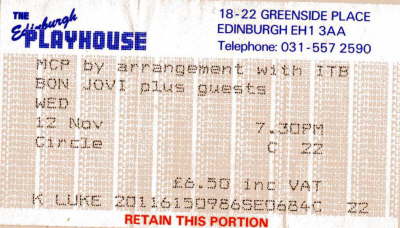 THE
Edinburgh
PLAYHOUSE
18-22 GREENSIDE PLACE
EDINBURGH EH1 3AA
Telephone: 031-557 2590
MCP by arrangement with ITB
BON JOVI plus guests
WED
12 Nov 7.30PM
Circle C 22
£6.50 inc VAT
K LUKE 20116150986SE0684C 22
RETAIN THIS PORTION